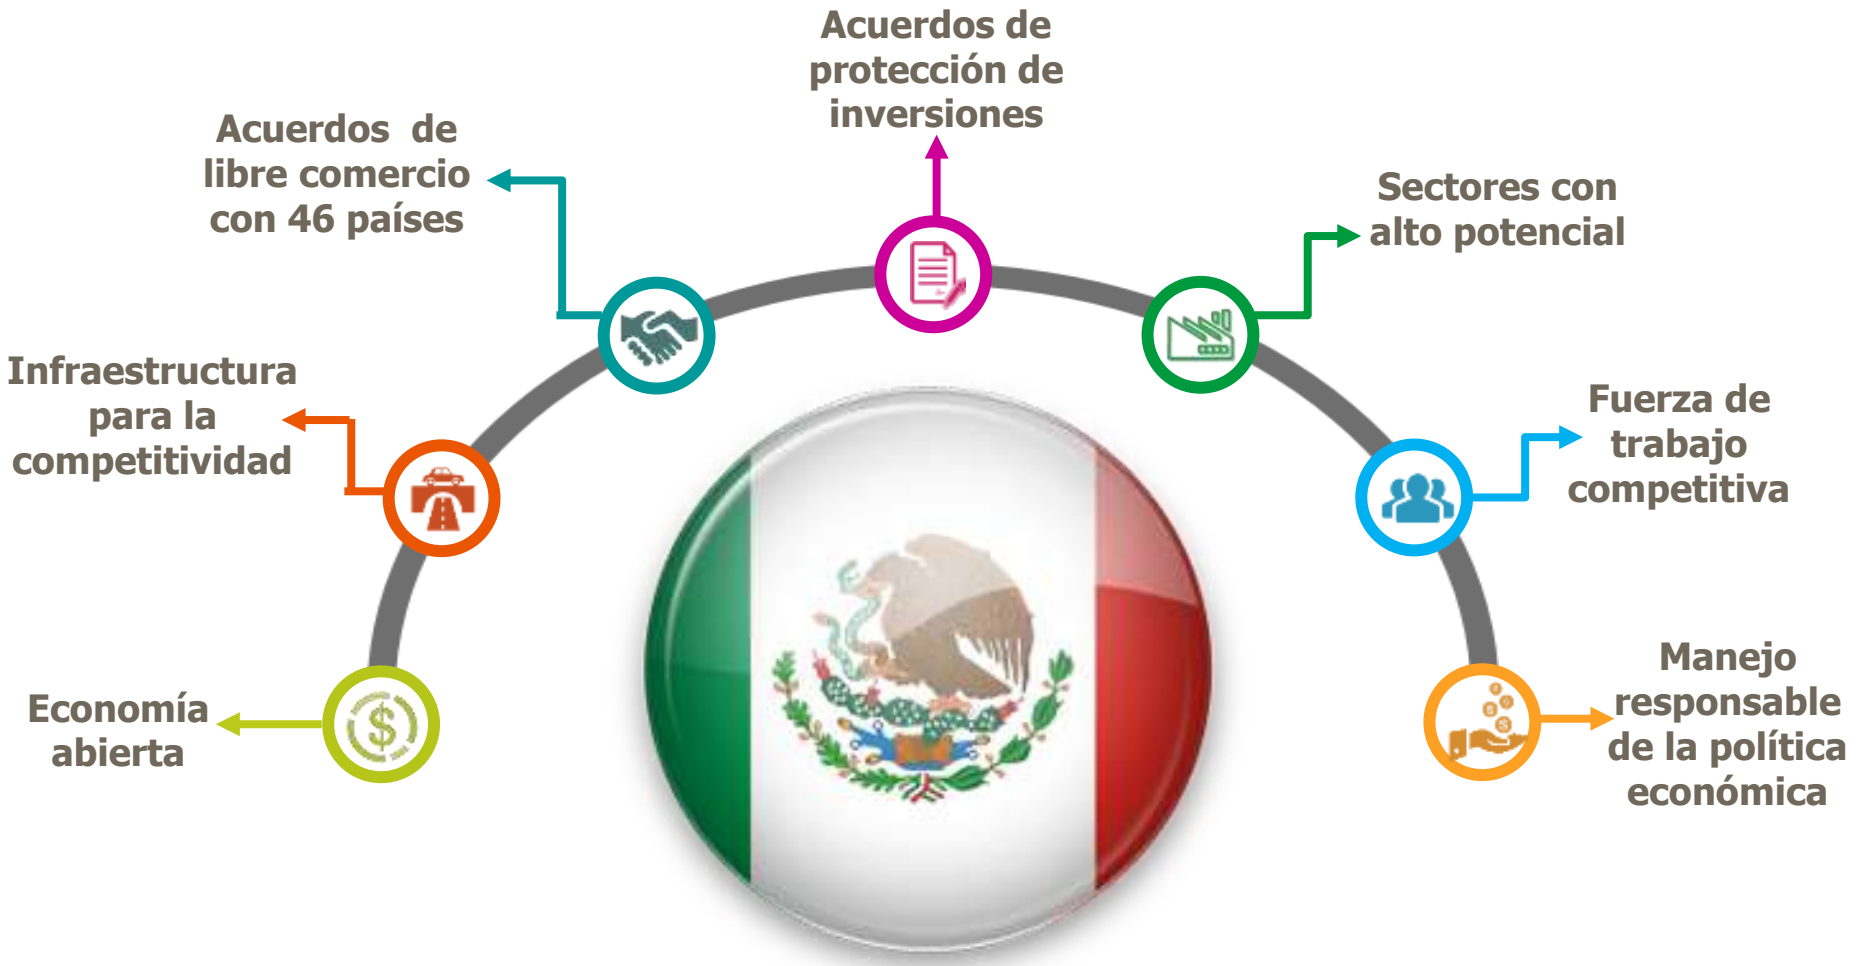 Acuerdos de
protección de
inversiones
Acuerdos de
libre comercio
con 46 países
Sectores con
alto potencial
Infraestructura
para la
competitividad
Fuerza de
trabajo
competitiva
Economía
abierta
$
Manejo
responsable
de la política
económica